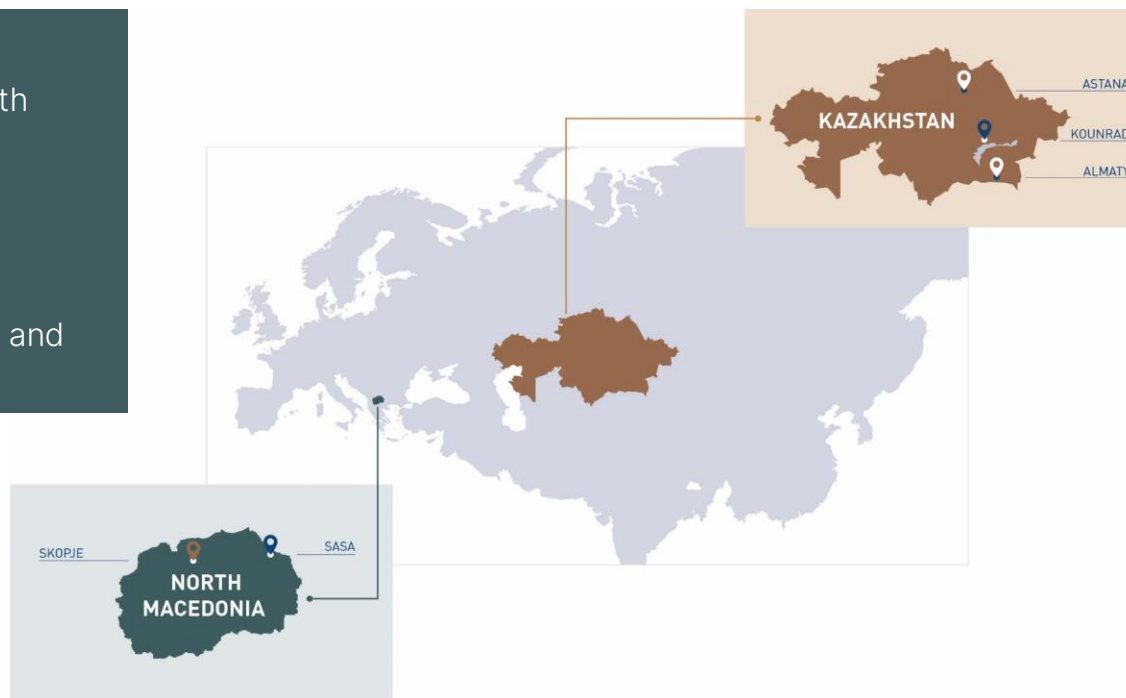 th
and
ASTANA
KAZAKHSTAN
KOUNRAD
ALMATY
SKOPJE
SASA
NORTH
MACEDONIA